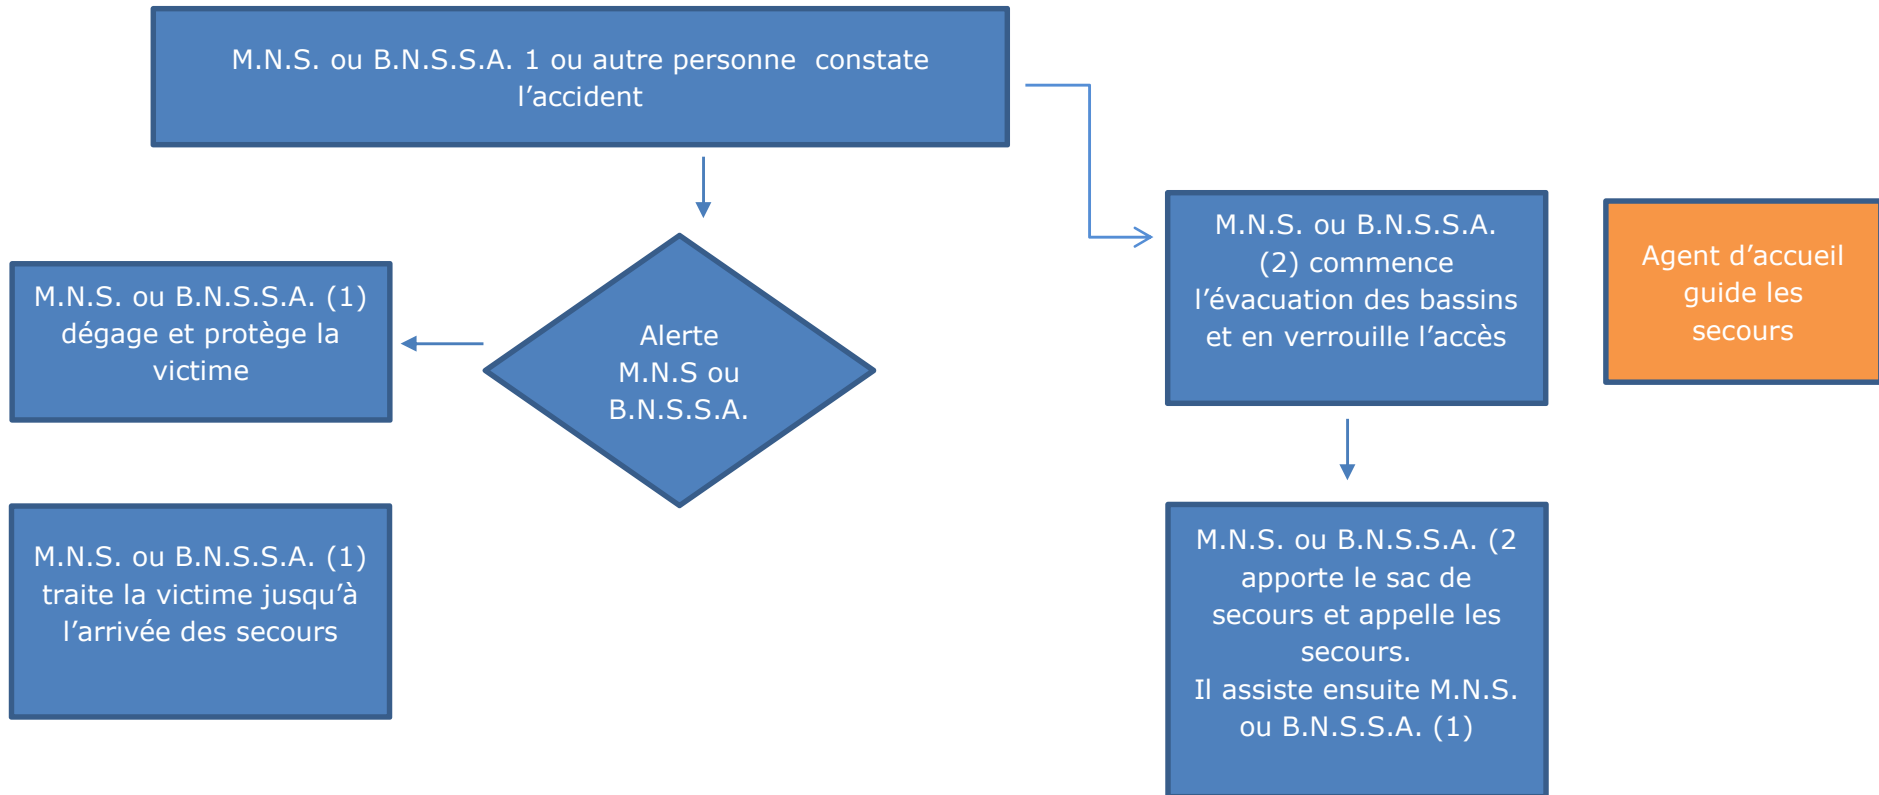 M.N.S. ou B.N.S.S.A. 1 ou autre personne  constate
l’accident
M.N.S. ou B.N.S.S.A. (1)
dégage et protège la
victime
Alerte
M.N.S ou
B.N.S.S.A.
M.N.S. ou B.N.S.S.A.
(2) commence
l’évacuation des bassins
et en verrouille l’accès
Agent d’accueil
guide les
secours
M.N.S. ou B.N.S.S.A. (1)
traite la victime jusqu’à
l’arrivée des secours
M.N.S. ou B.N.S.S.A. (2
apporte le sac de
secours et appelle les
secours.
Il assiste ensuite M.N.S.
ou B.N.S.S.A. (1)